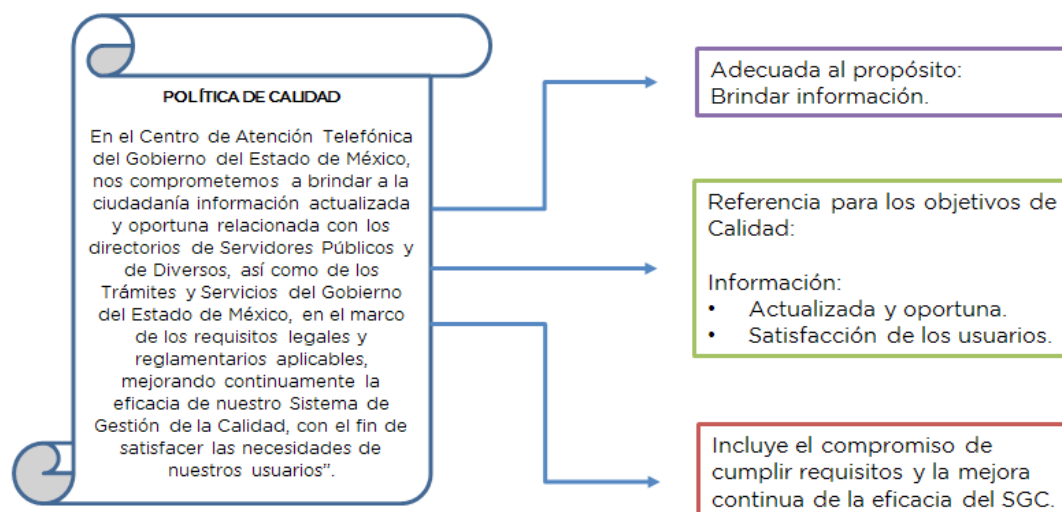 POLÍTICA DE CALIDAD
En el Centro de Atención Telefónica
del Gobierno del Estado de México,
nos comprometemos a brindar a la
ciudadanía información actualizada
y oportuna relacionada con los
directorios de Servidores Públicos y
de Diversos, así como de los
Trámites y Servicios del Gobierno
del Estado de México, en el marco
de los requisitos legales y
reglamentarios aplicables,
mejorando continuamente la
eficacia de nuestro Sistema de
Gestión de la Calidad, con el fin de
satisfacer las necesidades de
nuestros usuarios”.
Adecuada al propósito:
Brindar información.
Referencia para los objetivos de
Calidad:
Información:
• Actualizada y oportuna.
• Satisfacción de los usuarios.
Incluye el compromiso de
cumplir requisitos y la mejora
continua de la eficacia del SGC.